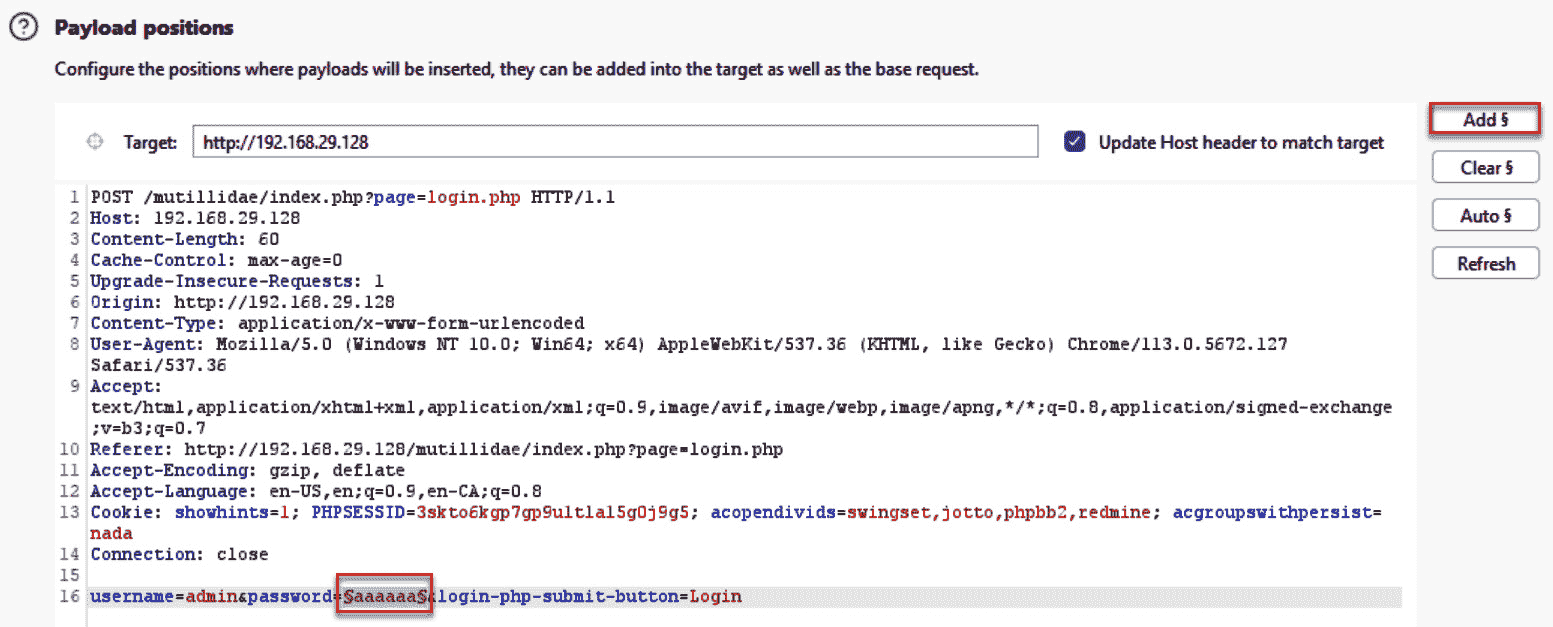 ?
Payload positions
Configure the positions where payloads will be inserted, they can be added into the target as well as the base request.
Target: http://192.168.29.128
Update Host header to match target
Add §
Clear §
Auto §
Refresh
1 POST /mutillidae/index.php?page=login.php HTTP/1.1
2 Host: 192.168.29.128
3 Content-Length: 60
4 Cache-Control: max-age=0
5 Upgrade-Insecure-Requests: 1
6 Origin: http://192.168.29.128
7 Content-Type: application/x-www-form-urlencoded
8 User-Agent: Mozilla/5.0 (Windows NT 10.0; Win64; x64) AppleWebKit/537.36 (KHTML, like Gecko) Chrome/113.0.5672.127
Safari/537.36
9 Accept:
text/html,application/xhtml+xml,application/xml;q=0.9,image/avif,image/webp,image/apng,*/*;q=0.8,application/signed-exchange
;v=b3;q=0.7
10 Referer: http://192.168.29.128/mutillidae/index.php?page=login.php
11 Accept-Encoding: gzip, deflate
12 Accept-Language: en-US,en;q=0.9,en-CA;q=0.8
13 Cookie: showhints=1; PHPSESSID=3skto6kgp7gp9ultlal5g0j9g5; acopendivids=swingset,jotto,phpbb2,redmine; acgroupswithpersist=
nada
14 Connection: close
15
16 username=admin&password=§aaaaaa§&login-php-submit-button=Login